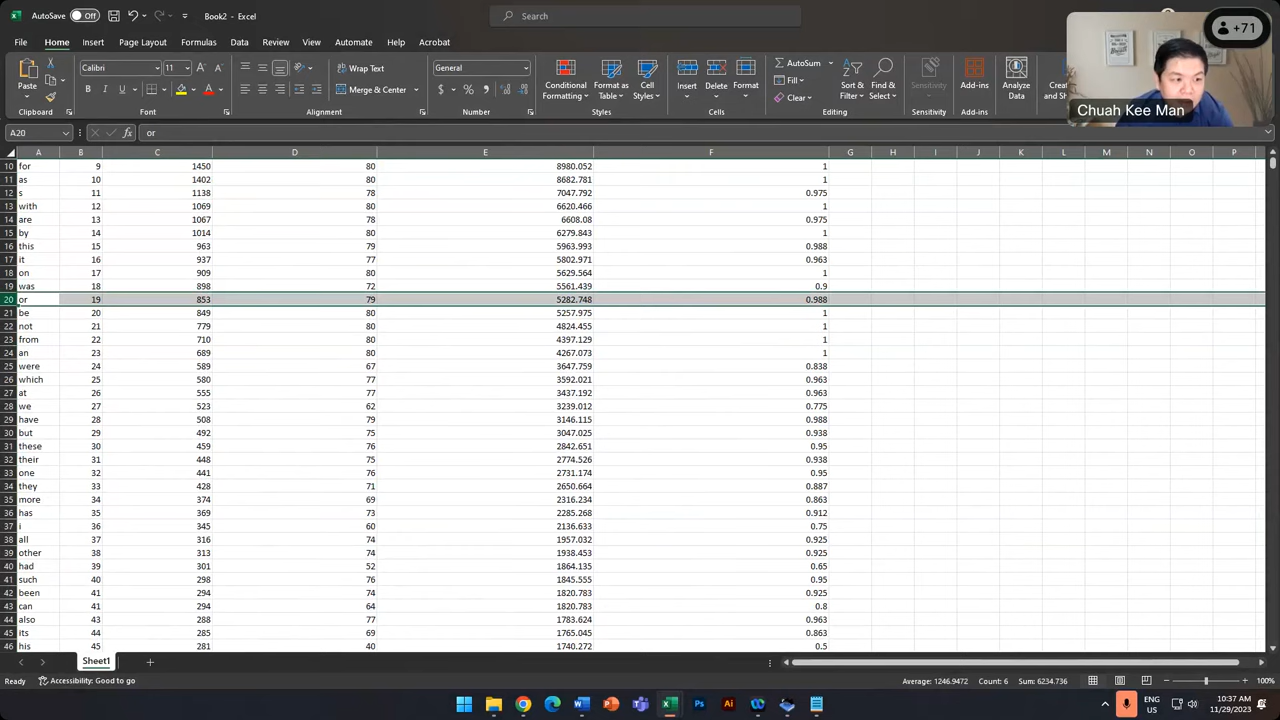 AutoSave Off Book2 - Excel Search +71
File Home Insert Page Layout Formulas Data Review View Automate Help Acrobat
Paste Calibri 11 Wrap Text General Conditional Formatting Format as Table Cell Styles Insert Delete Format AutoSum Sort & Filter Find & Select Sensitivity Add-ins Analyze Data
B I U A Merge & Center $ % Fill Clear
Clipboard Font Alignment Number Styles Cells Editing Sensitivity Add-ins
Chuah Kee Man
A20 fx or
A B C D E F G H I J K L M N O P
10 for 9 1450 80 8980.052 1
11 as 10 1402 80 8682.781 1
12 s 11 1138 78 7047.792 0.975
13 with 12 1069 80 6620.466 1
14 are 13 1067 78 6608.08 0.975
15 by 14 1014 80 6279.843 1
16 this 15 963 79 5963.993 0.988
17 it 16 937 77 5802.971 0.963
18 on 17 909 80 5629.564 1
19 was 18 898 72 5561.439 0.9
20 or 19 853 79 5282.748 0.988
21 be 20 849 80 5257.975 1
22 not 21 779 80 4824.455 1
23 from 22 710 80 4397.129 1
24 an 23 689 80 4267.073 1
25 were 24 589 67 3647.759 0.838
26 which 25 580 77 3592.021 0.963
27 at 26 555 77 3437.192 0.963
28 we 27 523 62 3239.012 0.775
29 have 28 508 79 3146.115 0.988
30 but 29 492 75 3047.025 0.938
31 these 30 459 76 2842.651 0.95
32 their 31 448 75 2774.526 0.938
33 one 32 441 76 2731.174 0.95
34 they 33 428 71 2650.664 0.887
35 more 34 374 69 2316.234 0.863
36 has 35 369 73 2285.268 0.912
37 i 36 345 60 2136.633 0.75
38 all 37 316 74 1957.032 0.925
39 other 38 313 74 1938.453 0.925
40 had 39 301 52 1864.135 0.65
41 such 40 298 76 1845.555 0.95
42 been 41 294 74 1820.783 0.925
43 can 41 294 64 1820.783 0.8
44 also 43 288 77 1783.624 0.963
45 its 44 285 69 1765.045 0.863
46 his 45 281 40 1740.272 0.5
Sheet1
Ready Accessibility: Good to go Average: 1246.9472 Count: 6 Sum: 6234.736 100%
ENG US 10:37 AM 11/29/2023